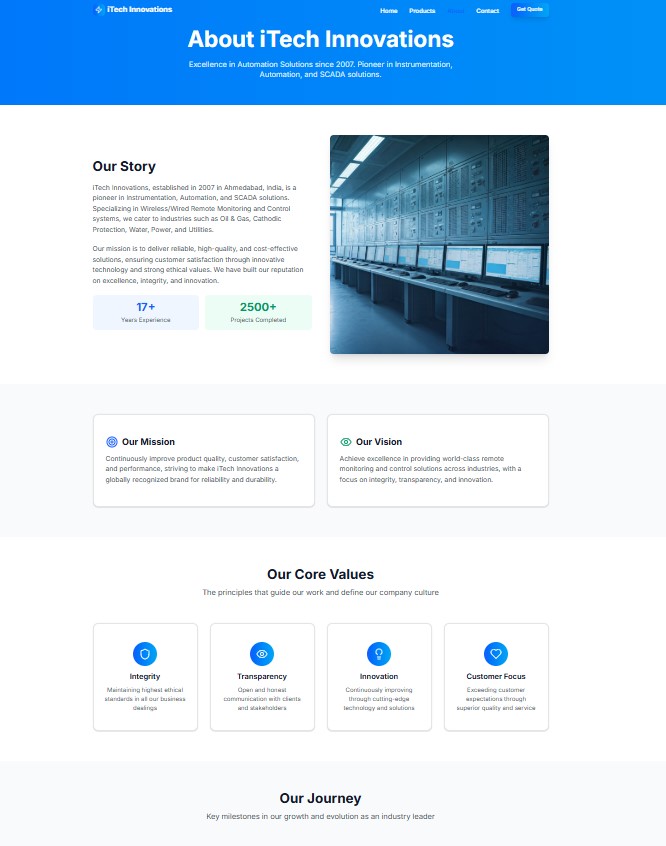 iTech Innovations
Home Products About Contact Get Quote
About iTech Innovations
Excellence in Automation Solutions since 2007. Pioneer in Instrumentation,
Automation, and SCADA solutions.
Our Story
iTech Innovations, established in 2007 in Ahmedabad, India, is a
pioneer in Instrumentation, Automation, and SCADA solutions.
Specializing in Wireless/Wired Remote Monitoring and Control
systems, we cater to industries such as Oil & Gas, Cathodic
Protection, Water, Power, and Utilities.
Our mission is to deliver reliable, high-quality, and cost-effective
solutions, ensuring customer satisfaction through innovative
technology and strong ethical values. We have built our reputation
on excellence, integrity, and innovation.
17+
Years Experience
2500+
Projects Completed
Our Mission
Continuously improve product quality, customer satisfaction,
and performance, striving to make iTech Innovations a
globally recognized brand for reliability and durability.
Our Vision
Achieve excellence in providing world-class remote
monitoring and control solutions across industries, with a
focus on integrity, transparency, and innovation.
Our Core Values
The principles that guide our work and define our company culture
Integrity
Maintaining highest ethical
standards in all our business
dealings
Transparency
Open and honest
communication with clients
and stakeholders
Innovation
Continuously improving
through cutting-edge
technology and solutions
Customer Focus
Exceeding customer
expectations through
superior quality and service
Our Journey
Key milestones in our growth and evolution as an industry leader